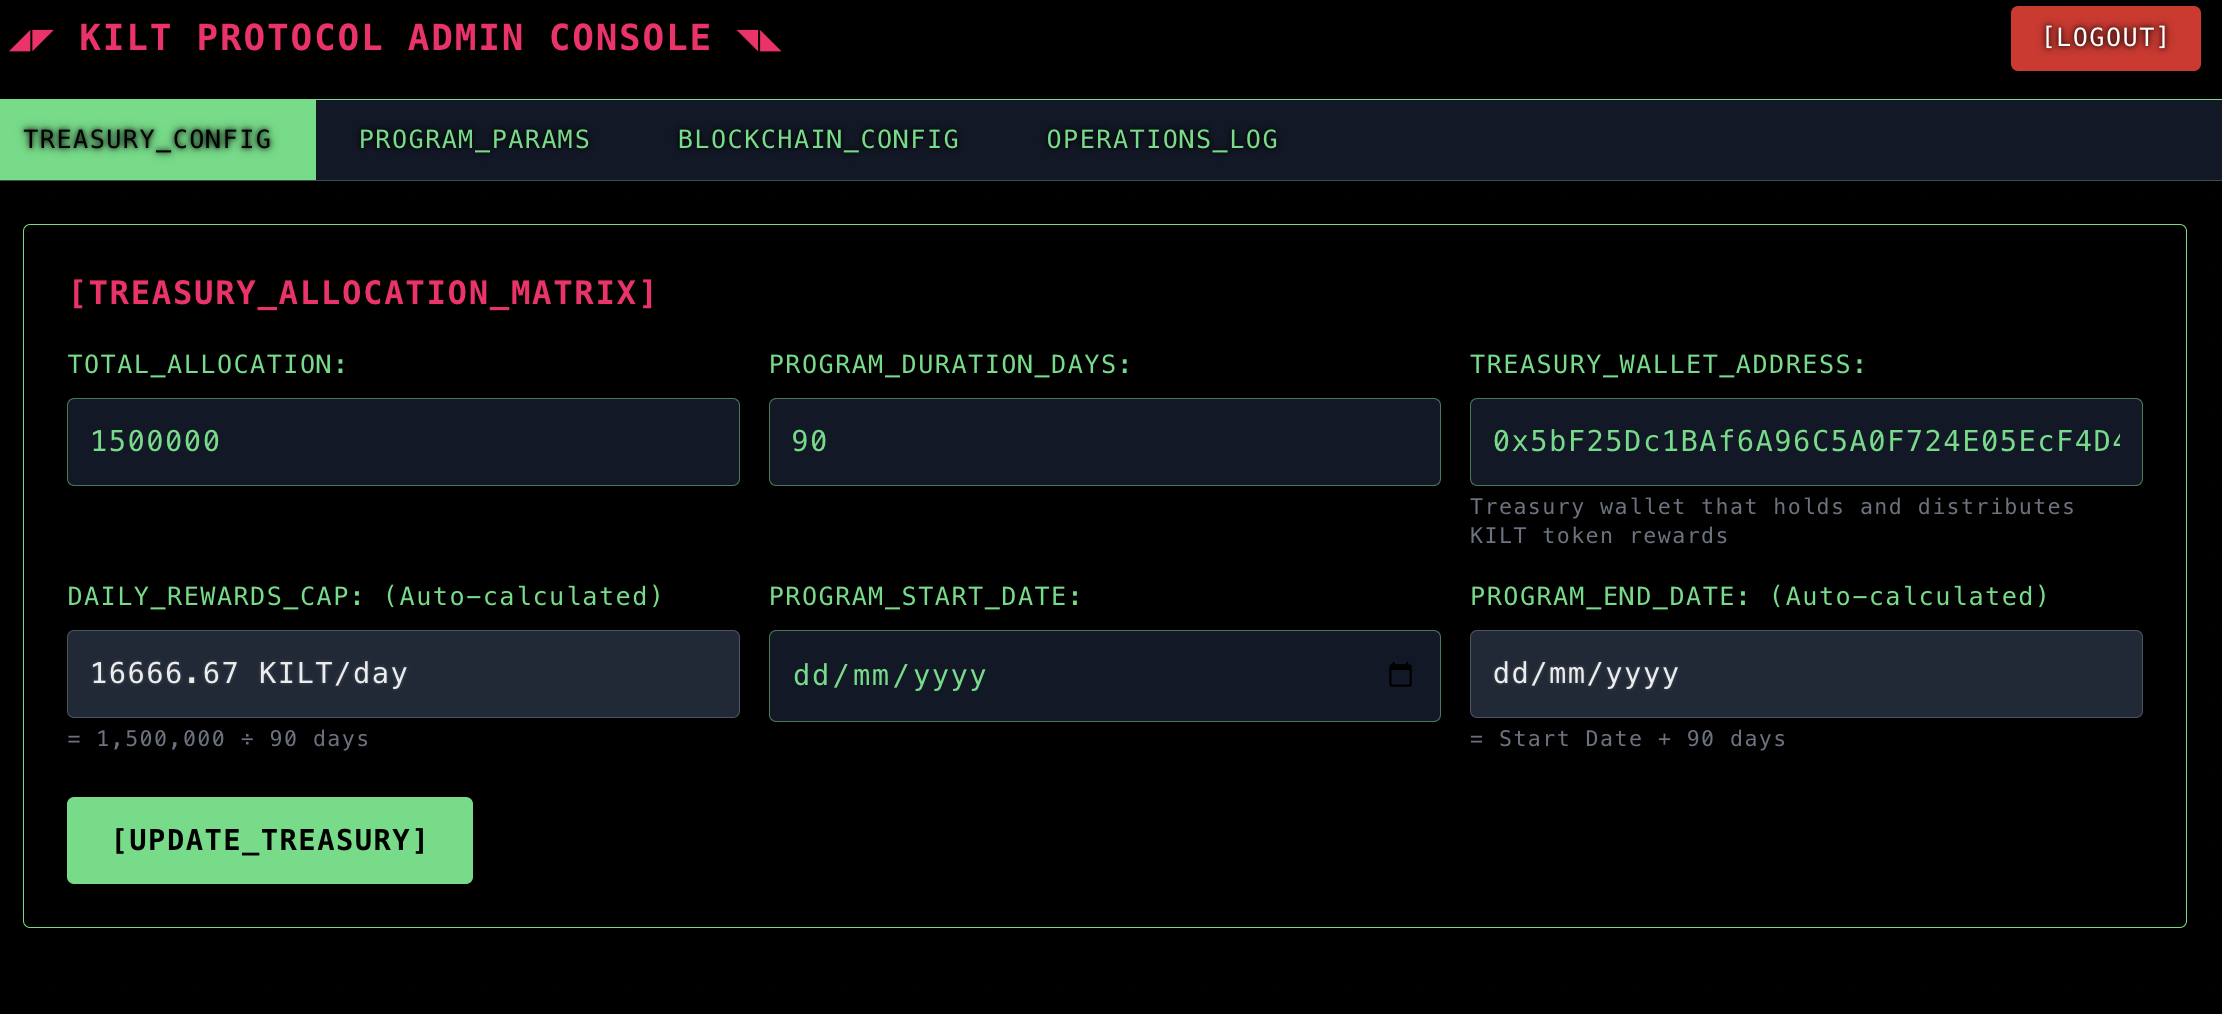 KILT PROTOCOL ADMIN CONSOLE
[LOGOUT]
TREASURY_CONFIG
PROGRAM_PARAMS
BLOCKCHAIN_CONFIG
OPERATIONS_LOG
[TREASURY_ALLOCATION_MATRIX]
TOTAL_ALLOCATION:
1500000
PROGRAM_DURATION_DAYS:
90
TREASURY_WALLET_ADDRESS:
0x5bF25Dc1BAf6A96C5A0F724E05EcF4D4
Treasury wallet that holds and distributes
KILT token rewards
DAILY_REWARDS_CAP: (Auto-calculated)
16666.67 KILT/day
= 1,500,000 ÷ 90 days
PROGRAM_START_DATE:
dd/mm/yyyy
PROGRAM_END_DATE: (Auto-calculated)
dd/mm/yyyy
= Start Date + 90 days
[UPDATE_TREASURY]